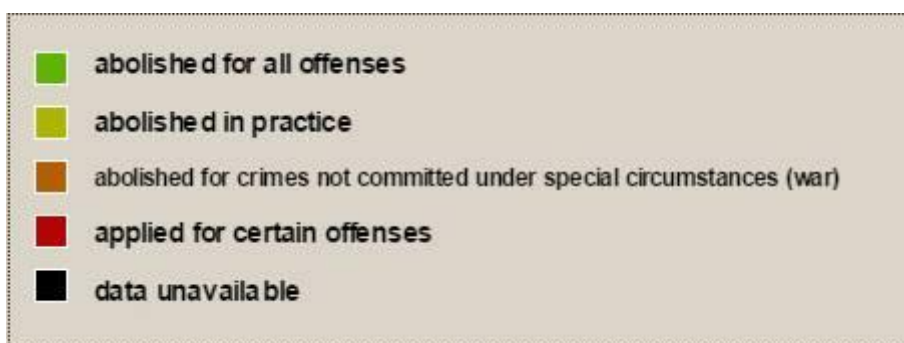 abolished for all offenses
abolished in practice
abolished for crimes not committed under special circumstances (war)
applied for certain offenses
data unavailable